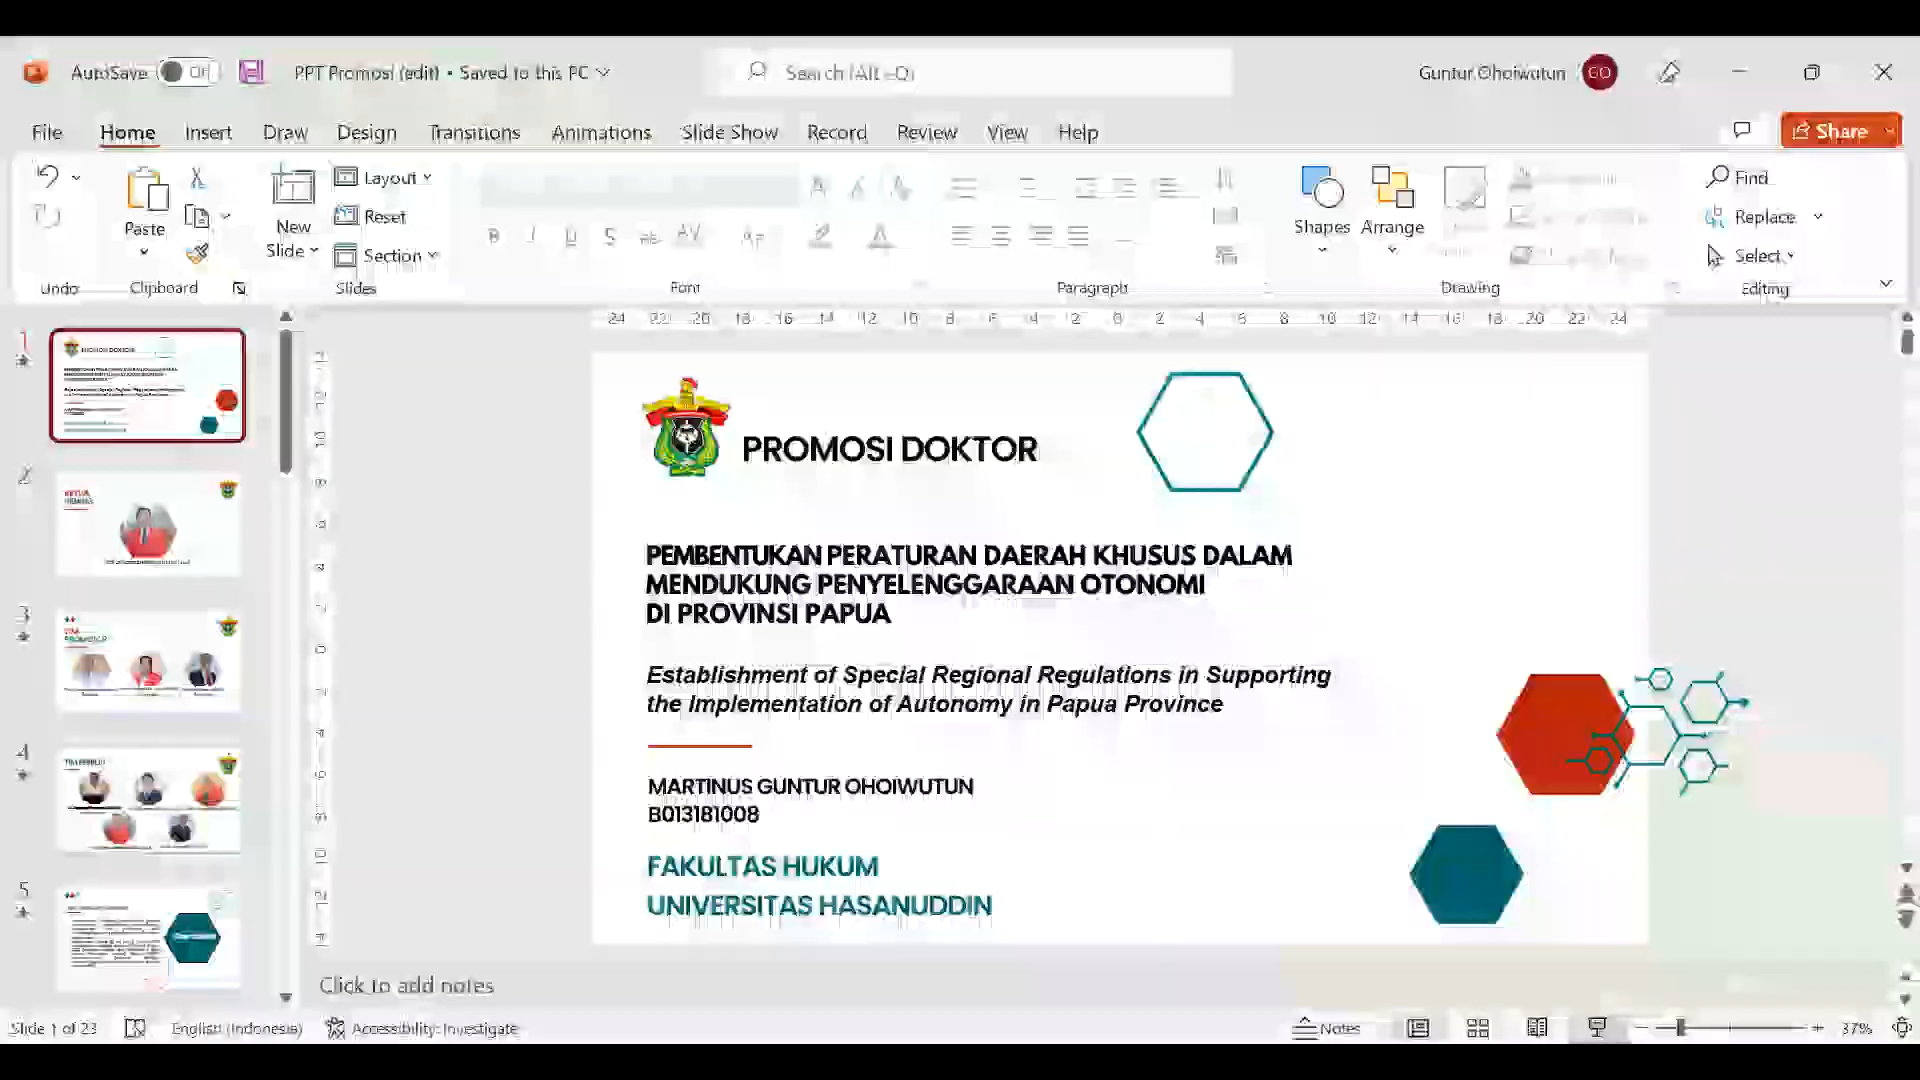 AutoSave
Off
PPT Promosi (edit) • Saved to this PC
Search (Alt+Q)
Guntur Ohoiwutun
GO
File Home Insert Draw Design Transitions Animations Slide Show Record Review View Help
Share
Paste
New
Slide
Layout
Reset
Section
Shapes
Arrange
Find
Replace
Select
Undo
Clipboard
Slides
Font
Paragraph
Drawing
Editing
1
2
3
4
5
PROMOSI DOKTOR
PEMBENTUKAN PERATURAN DAERAH KHUSUS DALAM
MENDUKUNG PENYELENGGARAAN OTONOMI
DI PROVINSI PAPUA
Establishment of Special Regional Regulations in Supporting
the Implementation of Autonomy in Papua Province
MARTINUS GUNTUR OHOIWUTUN
B013181008
FAKULTAS HUKUM
UNIVERSITAS HASANUDDIN
Click to add notes
Slide 1 of 23
English (Indonesia)
Accessibility: Investigate
Notes
37%